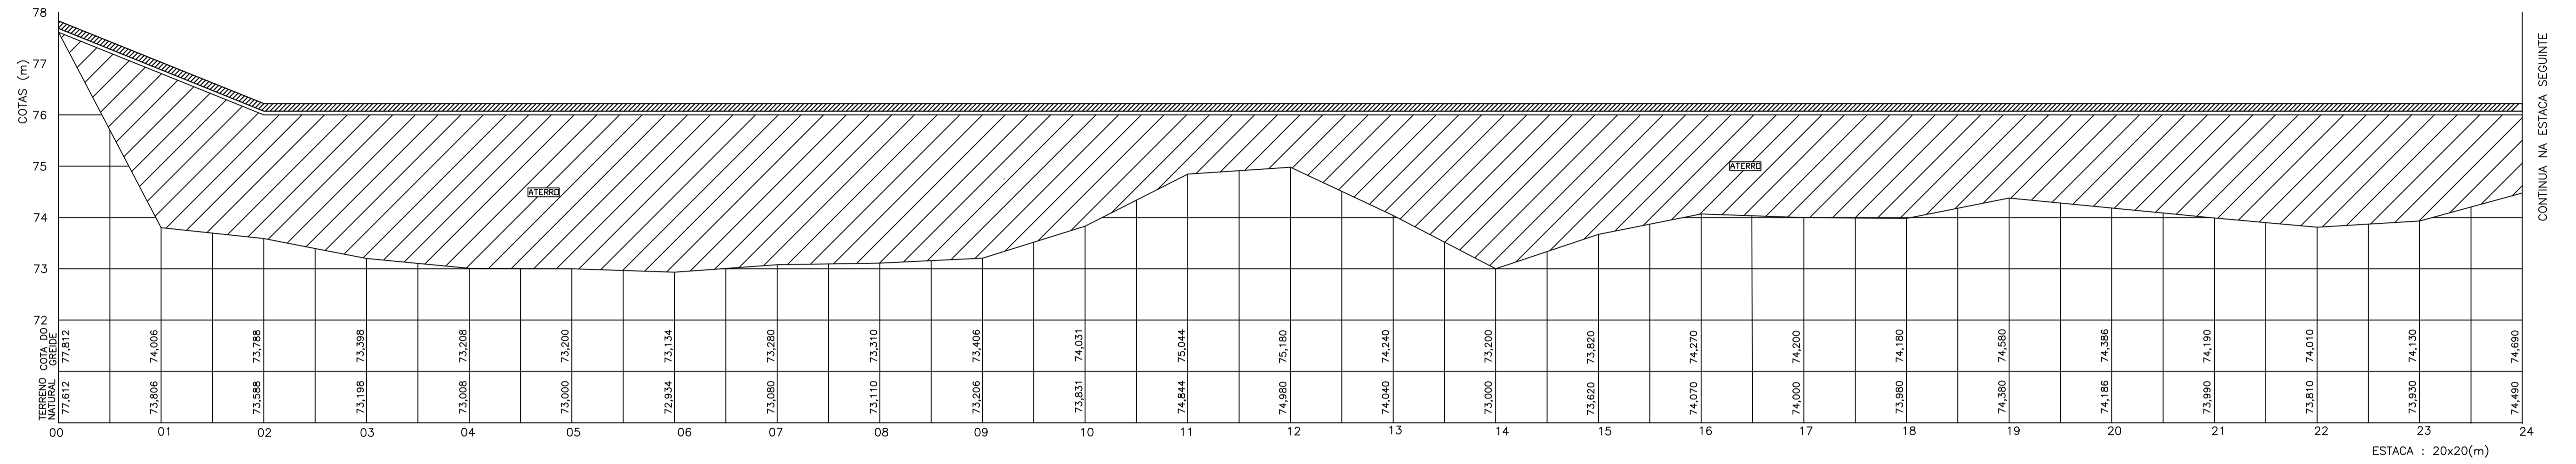 78
77
76
75
74
73
72
COTAS (m)
ATERRO
ATERRO
CONTINUA NA ESTACA SEGUINTE
COTA DO
GREIDE
77,812 74,006 73,788 73,398 73,208 73,200 73,134 73,280 73,310 73,406 74,031 75,044 75,180 74,240 73,200 73,820 74,270 74,200 74,180 74,580 74,386 74,190 74,010 74,130 74,690
TERRENO
NATURAL
77,612 73,806 73,588 73,198 73,008 73,000 72,934 73,080 73,110 73,206 73,831 74,844 74,980 74,040 73,000 73,620 74,070 74,000 73,980 74,380 74,186 73,990 73,810 73,930 74,490
00 01 02 03 04 05 06 07 08 09 10 11 12 13 14 15 16 17 18 19 20 21 22 23 24
ESTACA : 20x20(m)